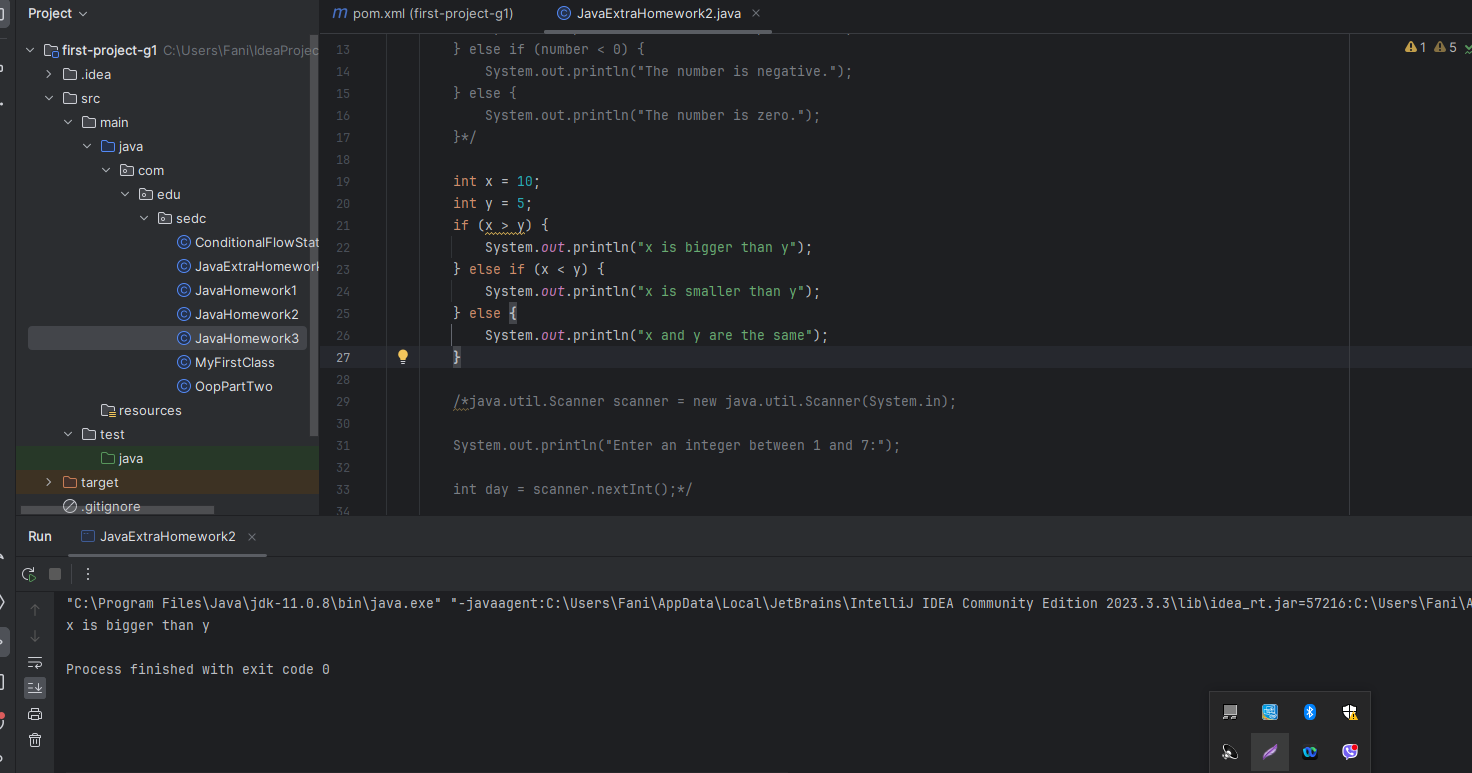 Project
pom.xml (first-project-g1)
JavaExtraHomework2.java
first-project-g1 C:\Users\Fani\IdeaProjec
.idea
src
main
java
com
edu
sedc
ConditionalFlowStat
JavaExtraHomework
JavaHomework1
JavaHomework2
JavaHomework3
MyFirstClass
OopPartTwo
resources
test
java
target
.gitignore
1 5
13 } else if (number < 0) {
14 System.out.println("The number is negative.");
15 } else {
16 System.out.println("The number is zero.");
17 }*/
18
19 int x = 10;
20 int y = 5;
21 if (x > y) {
22 System.out.println("x is bigger than y");
23 } else if (x < y) {
24 System.out.println("x is smaller than y");
25 } else {
26 System.out.println("x and y are the same");
27 }
28
29 /*java.util.Scanner scanner = new java.util.Scanner(System.in);
30
31 System.out.println("Enter an integer between 1 and 7:");
32
33 int day = scanner.nextInt();*/
34
Run JavaExtraHomework2
"C:\Program Files\Java\jdk-11.0.8\bin\java.exe" "-javaagent:C:\Users\Fani\AppData\Local\JetBrains\IntelliJ IDEA Community Edition 2023.3.3\lib\idea_rt.jar=57216:C:\Users\Fani\A
x is bigger than y
Process finished with exit code 0